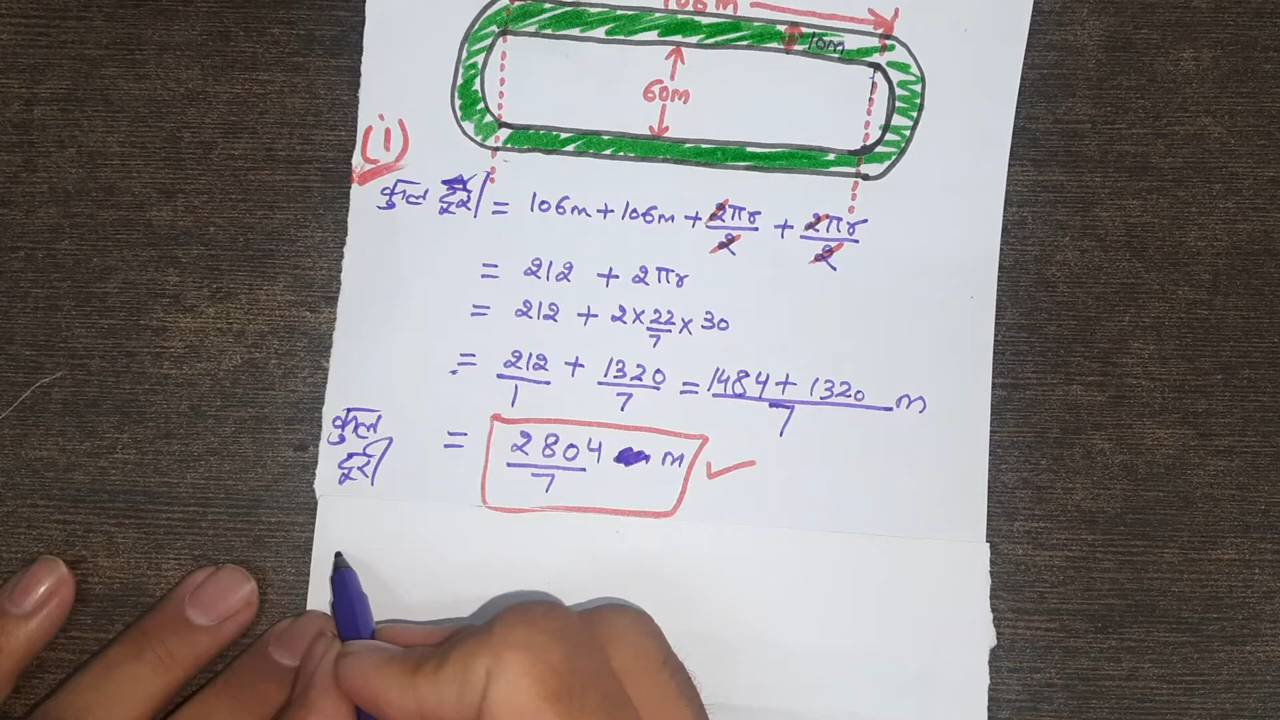 106m
10m
60m
(i)
कुल दूरी = 106m + 106m + 2πr/2 + 2πr/2
= 212 + 2πr
= 212 + 2 × 22/7 × 30
= 212/1 + 1320/7 = 1484 + 1320/7 m
कुल दूरी = 2804/7 m